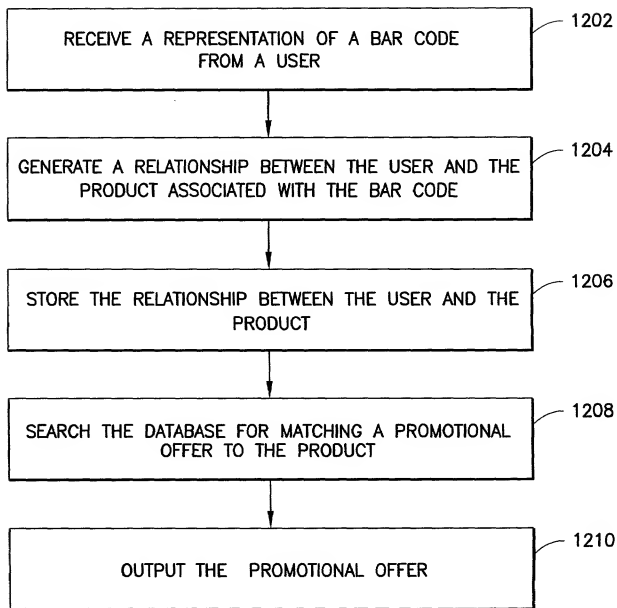 RECEIVE A REPRESENTATION OF A BAR CODE
FROM A USER
1202
GENERATE A RELATIONSHIP BETWEEN THE USER AND THE
PRODUCT ASSOCIATED WITH THE BAR CODE
1204
STORE THE RELATIONSHIP BETWEEN THE USER AND THE
PRODUCT
1206
SEARCH THE DATABASE FOR MATCHING A PROMOTIONAL
OFFER TO THE PRODUCT
1208
OUTPUT THE PROMOTIONAL OFFER
1210